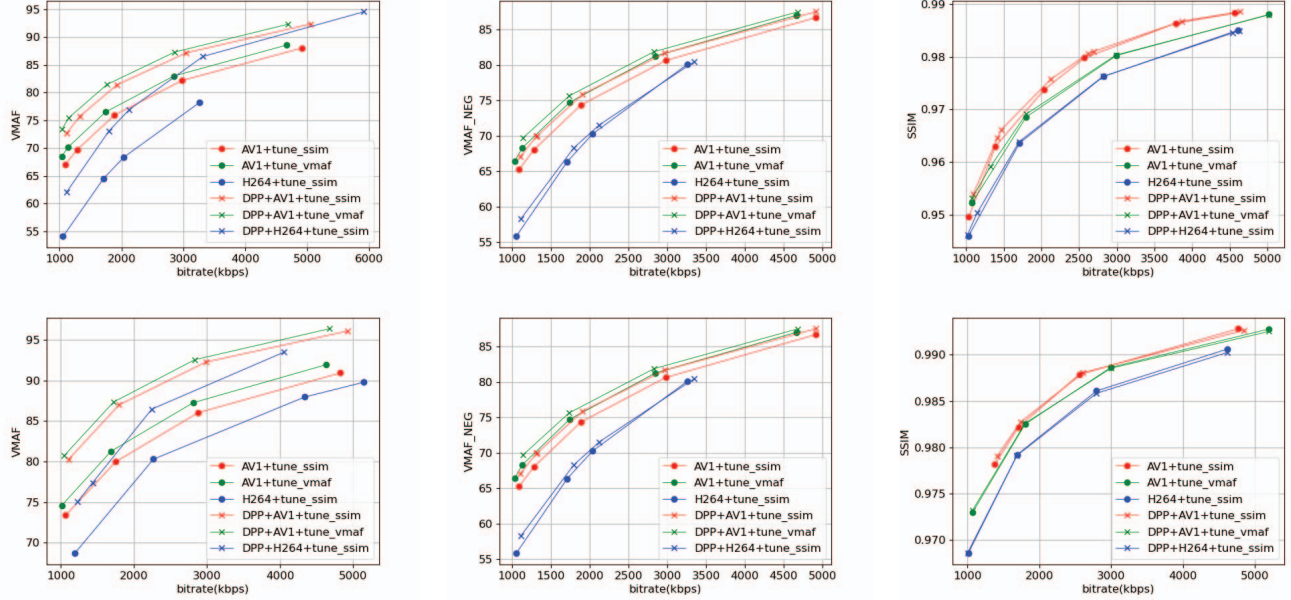 95
90
85
80
75
70
65
60
55
VMAF
1000 2000 3000 4000 5000 6000
bitrate(kbps)
AV1+tune_ssim
AV1+tune_vmaf
H264+tune_ssim
DPP+AV1+tune_ssim
DPP+AV1+tune_vmaf
DPP+H264+tune_ssim
85
80
75
70
65
60
55
VMAF_NEG
1000 1500 2000 2500 3000 3500 4000 4500 5000
bitrate(kbps)
AV1+tune_ssim
AV1+tune_vmaf
H264+tune_ssim
DPP+AV1+tune_ssim
DPP+AV1+tune_vmaf
DPP+H264+tune_ssim
0.99
0.98
0.97
0.96
0.95
SSIM
1000 1500 2000 2500 3000 3500 4000 4500 5000
bitrate(kbps)
AV1+tune_ssim
AV1+tune_vmaf
H264+tune_ssim
DPP+AV1+tune_ssim
DPP+AV1+tune_vmaf
DPP+H264+tune_ssim
95
90
85
80
75
70
VMAF
1000 2000 3000 4000 5000
bitrate(kbps)
AV1+tune_ssim
AV1+tune_vmaf
H264+tune_ssim
DPP+AV1+tune_ssim
DPP+AV1+tune_vmaf
DPP+H264+tune_ssim
85
80
75
70
65
60
55
VMAF_NEG
1000 1500 2000 2500 3000 3500 4000 4500 5000
bitrate(kbps)
AV1+tune_ssim
AV1+tune_vmaf
H264+tune_ssim
DPP+AV1+tune_ssim
DPP+AV1+tune_vmaf
DPP+H264+tune_ssim
0.990
0.985
0.980
0.975
0.970
SSIM
1000 2000 3000 4000 5000
bitrate(kbps)
AV1+tune_ssim
AV1+tune_vmaf
H264+tune_ssim
DPP+AV1+tune_ssim
DPP+AV1+tune_vmaf
DPP+H264+tune_ssim